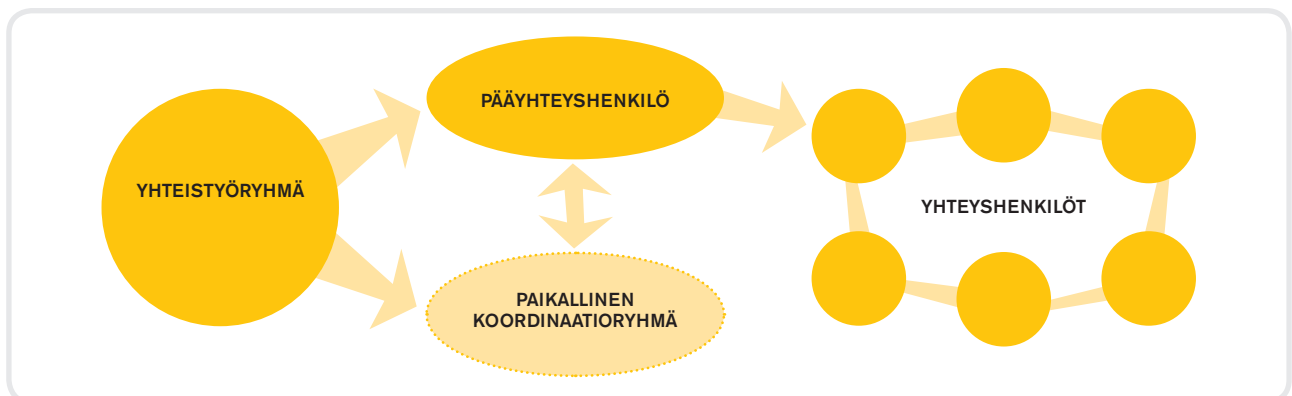 YHTEISTYÖRYHMÄ
PÄÄYHTEYSHENKILÖ
PAIKALLINEN
KOORDINAATIORYHMÄ
YHTEYSHENKILÖT